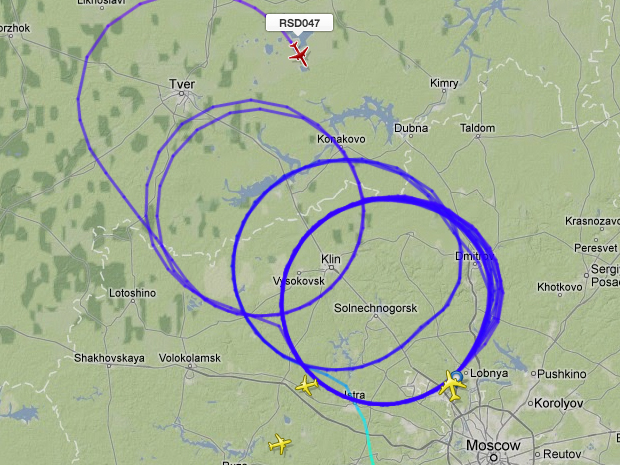 Likhoslavl
RSD047
orzhok
Tver
Kimry
Konakovo
Dubna
Taldom
Krasnozavo
Peresvet
Dmitrov
Klin
Sergi
Posad
Vysokovsk
Khotkovo
Lotoshino
Solnechnogorsk
Shakhovskaya
Volokolamsk
Lobnya
Pushkino
Istra
Korolyov
Moscow
Reutov
Ruza